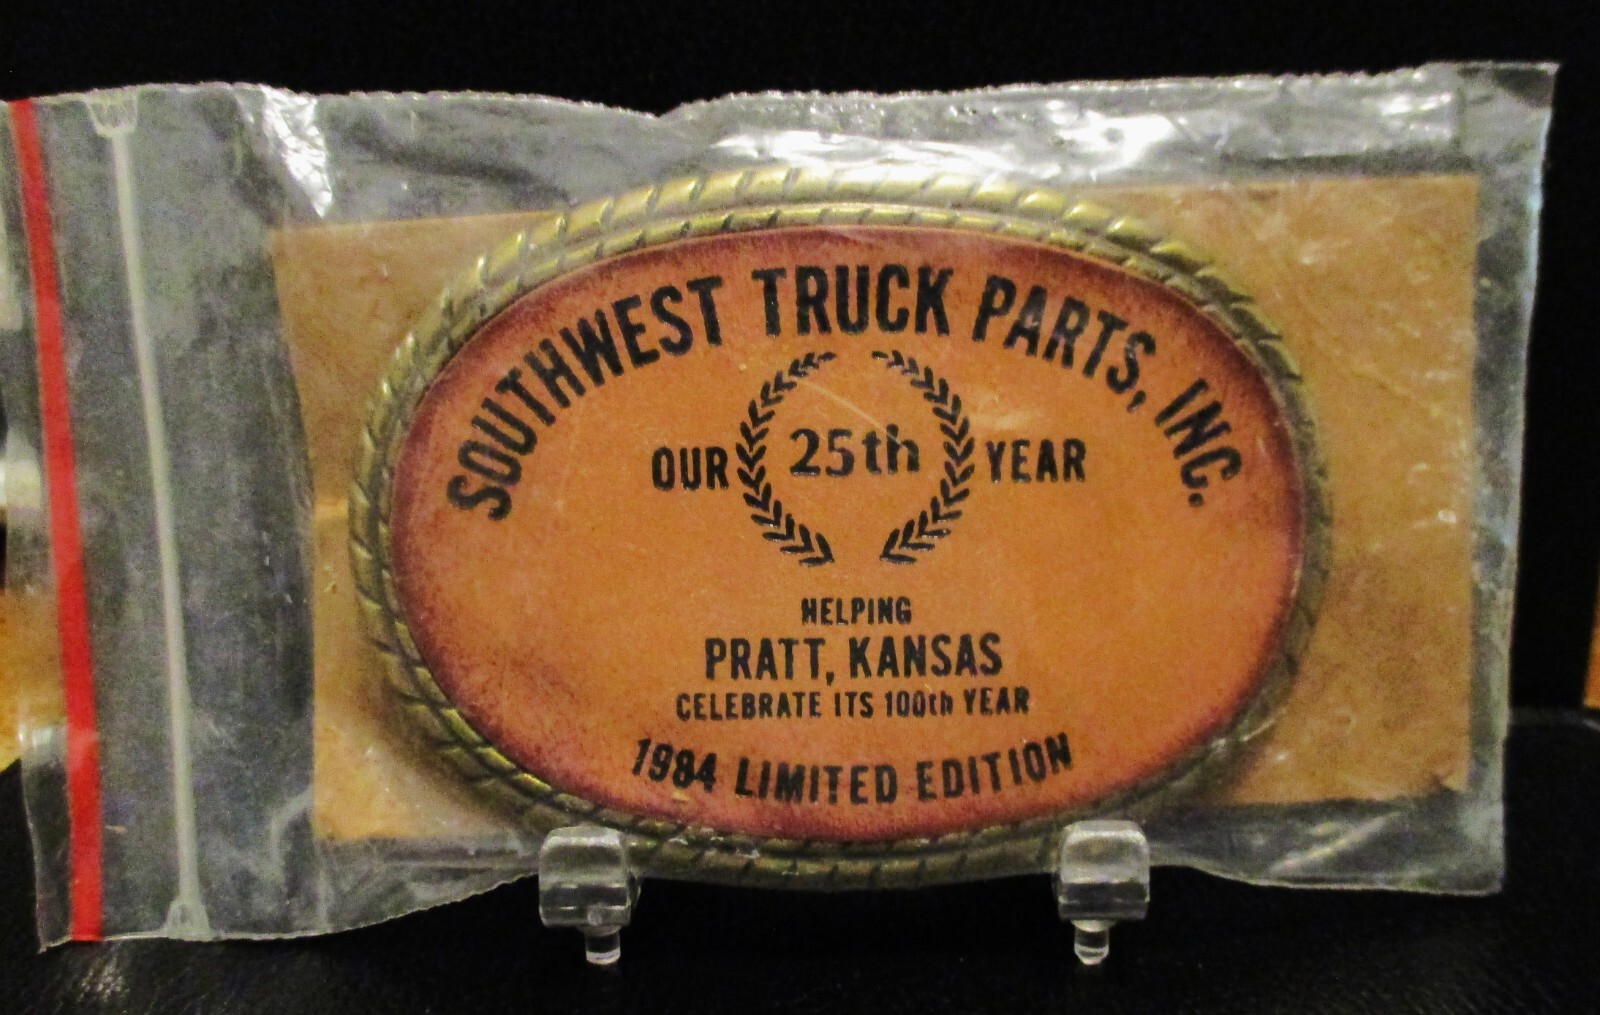 SOUTHWEST TRUCK PARTS, INC.
OUR 25th YEAR
HELPING
PRATT, KANSAS
CELEBRATE ITS 100th YEAR
1984 LIMITED EDITION